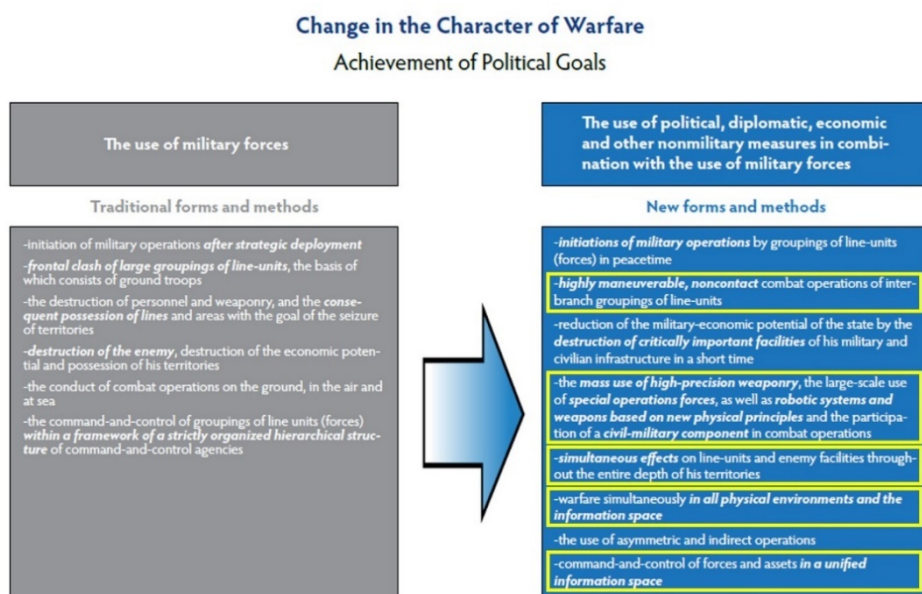 Change in the Character of Warfare
Achievement of Political Goals
The use of military forces
Traditional forms and methods
-initiation of military operations after strategic deployment
-frontal clash of large groupings of line-units, the basis of
which consists of ground troops
-the destruction of personnel and weaponry, and the conse
quent possession of lines and areas with the goal of the seizure
of territories
-destruction of the enemy, destruction of the economic poten-
tial and possession of his territories
-the conduct of combat operations on the ground, in the air and
at sea
-the command-and-control of groupings of line units (forces)
within a framework of a strictly organized hierarchical struc-
ture of command-and-control agencies
The use of political, diplomatic, economic
and other nonmilitary measures in combi-
nation with the use of military forces
New forms and methods
-initiations of military operations by groupings of line-units
(forces) in peacetime
-highly maneuverable, noncontact combat operations of inter-
branch groupings of line-units
-reduction of the military-economic potential of the state by the
destruction of critically important facilities of his military and
civilian infrastructure in a short time
-the mass use of high-precision weaponry, the large-scale use
of special operations forces, as well as robotic systems and
weapons based on new physical principles and the participa-
tion of a civil-military component in combat operations
-simultaneous effects on line-units and enemy facilities through-
out the entire depth of his territories
-warfare simultaneously in all physical environments and the
information space
-the use of asymmetric and indirect operations
-command-and-control of forces and assets in a unified
information space